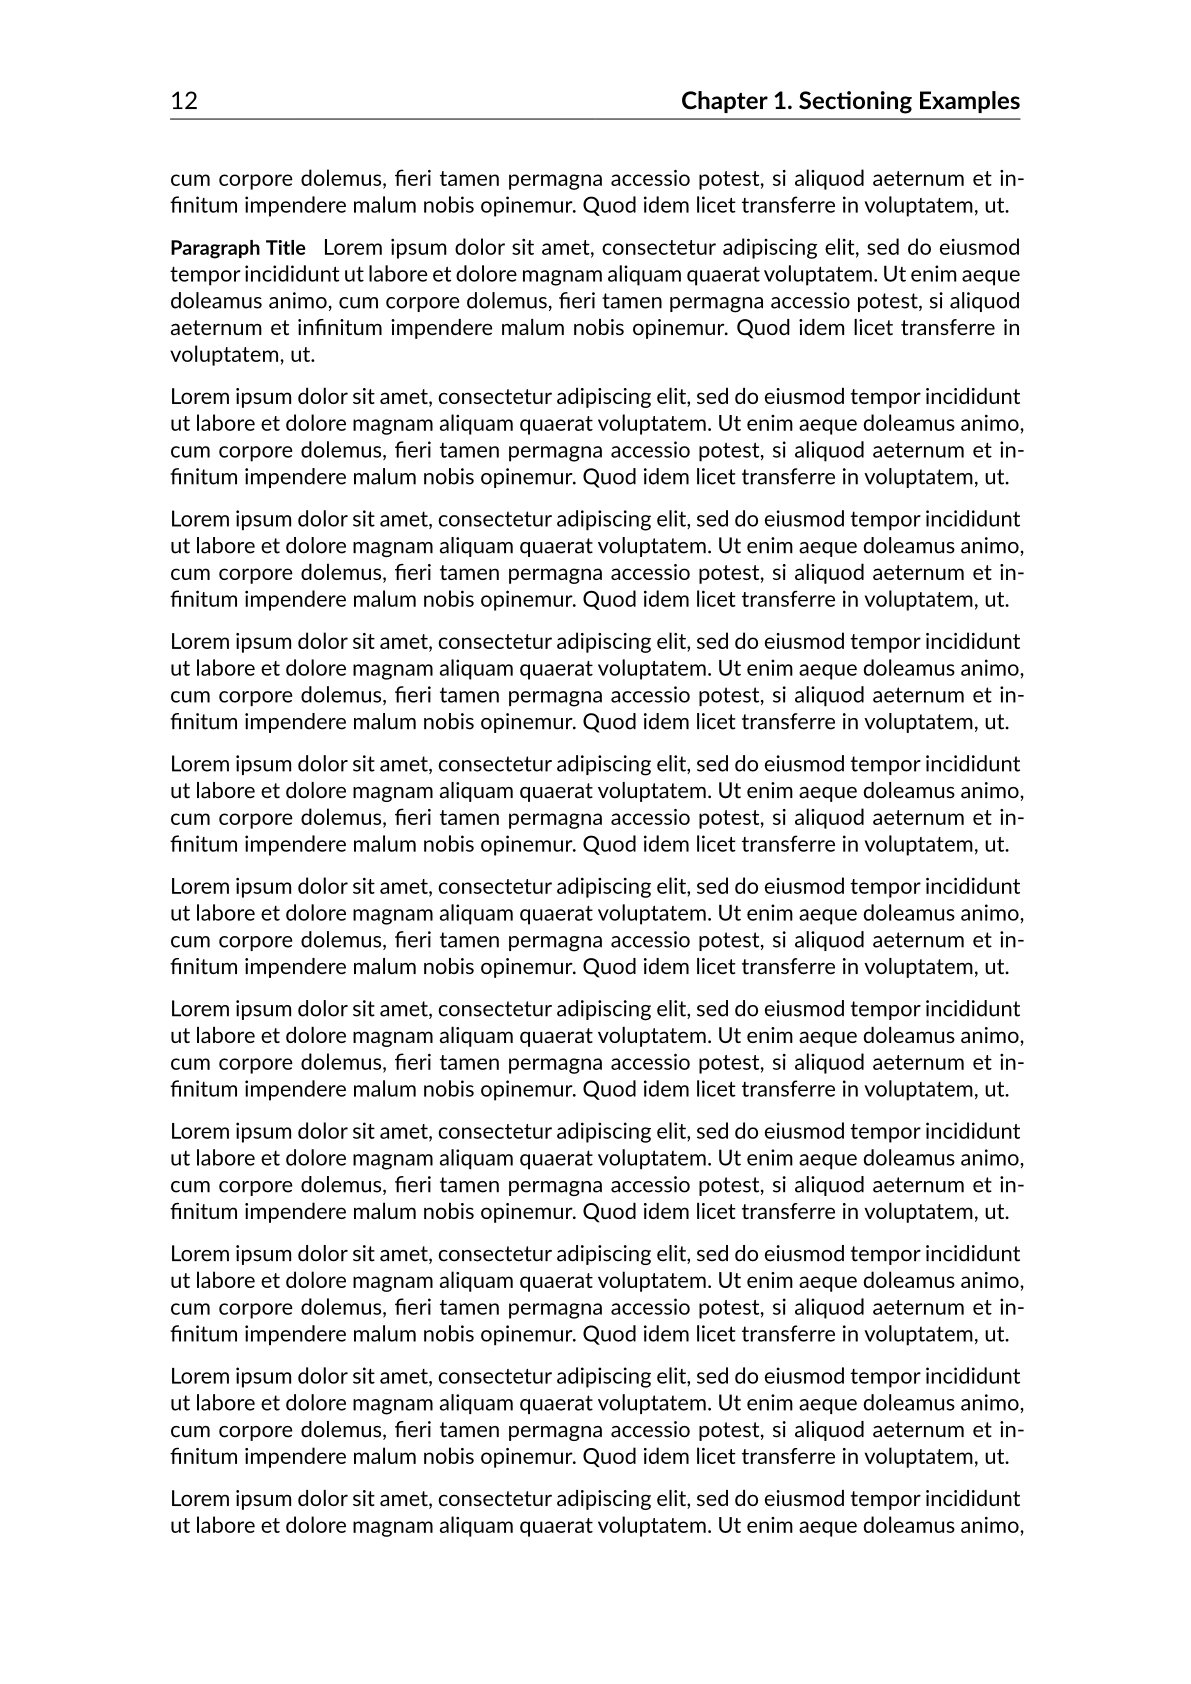 12 Chapter 1. Sectioning Examples
cum corpore dolemus, fieri tamen permagna accessio potest, si aliquod aeternum et in-
finitum impendere malum nobis opinemur. Quod idem licet transferre in voluptatem, ut.
Paragraph Title Lorem ipsum dolor sit amet, consectetur adipiscing elit, sed do eiusmod
tempor incididunt ut labore et dolore magnam aliquam quaerat voluptatem. Ut enim aeque
doleamus animo, cum corpore dolemus, fieri tamen permagna accessio potest, si aliquod
aeternum et infinitum impendere malum nobis opinemur. Quod idem licet transferre in
voluptatem, ut.
Lorem ipsum dolor sit amet, consectetur adipiscing elit, sed do eiusmod tempor incididunt
ut labore et dolore magnam aliquam quaerat voluptatem. Ut enim aeque doleamus animo,
cum corpore dolemus, fieri tamen permagna accessio potest, si aliquod aeternum et in-
finitum impendere malum nobis opinemur. Quod idem licet transferre in voluptatem, ut.
Lorem ipsum dolor sit amet, consectetur adipiscing elit, sed do eiusmod tempor incididunt
ut labore et dolore magnam aliquam quaerat voluptatem. Ut enim aeque doleamus animo,
cum corpore dolemus, fieri tamen permagna accessio potest, si aliquod aeternum et in-
finitum impendere malum nobis opinemur. Quod idem licet transferre in voluptatem, ut.
Lorem ipsum dolor sit amet, consectetur adipiscing elit, sed do eiusmod tempor incididunt
ut labore et dolore magnam aliquam quaerat voluptatem. Ut enim aeque doleamus animo,
cum corpore dolemus, fieri tamen permagna accessio potest, si aliquod aeternum et in-
finitum impendere malum nobis opinemur. Quod idem licet transferre in voluptatem, ut.
Lorem ipsum dolor sit amet, consectetur adipiscing elit, sed do eiusmod tempor incididunt
ut labore et dolore magnam aliquam quaerat voluptatem. Ut enim aeque doleamus animo,
cum corpore dolemus, fieri tamen permagna accessio potest, si aliquod aeternum et in-
finitum impendere malum nobis opinemur. Quod idem licet transferre in voluptatem, ut.
Lorem ipsum dolor sit amet, consectetur adipiscing elit, sed do eiusmod tempor incididunt
ut labore et dolore magnam aliquam quaerat voluptatem. Ut enim aeque doleamus animo,
cum corpore dolemus, fieri tamen permagna accessio potest, si aliquod aeternum et in-
finitum impendere malum nobis opinemur. Quod idem licet transferre in voluptatem, ut.
Lorem ipsum dolor sit amet, consectetur adipiscing elit, sed do eiusmod tempor incididunt
ut labore et dolore magnam aliquam quaerat voluptatem. Ut enim aeque doleamus animo,
cum corpore dolemus, fieri tamen permagna accessio potest, si aliquod aeternum et in-
finitum impendere malum nobis opinemur. Quod idem licet transferre in voluptatem, ut.
Lorem ipsum dolor sit amet, consectetur adipiscing elit, sed do eiusmod tempor incididunt
ut labore et dolore magnam aliquam quaerat voluptatem. Ut enim aeque doleamus animo,
cum corpore dolemus, fieri tamen permagna accessio potest, si aliquod aeternum et in-
finitum impendere malum nobis opinemur. Quod idem licet transferre in voluptatem, ut.
Lorem ipsum dolor sit amet, consectetur adipiscing elit, sed do eiusmod tempor incididunt
ut labore et dolore magnam aliquam quaerat voluptatem. Ut enim aeque doleamus animo,
cum corpore dolemus, fieri tamen permagna accessio potest, si aliquod aeternum et in-
finitum impendere malum nobis opinemur. Quod idem licet transferre in voluptatem, ut.
Lorem ipsum dolor sit amet, consectetur adipiscing elit, sed do eiusmod tempor incididunt
ut labore et dolore magnam aliquam quaerat voluptatem. Ut enim aeque doleamus animo,
cum corpore dolemus, fieri tamen permagna accessio potest, si aliquod aeternum et in-
finitum impendere malum nobis opinemur. Quod idem licet transferre in voluptatem, ut.
Lorem ipsum dolor sit amet, consectetur adipiscing elit, sed do eiusmod tempor incididunt
ut labore et dolore magnam aliquam quaerat voluptatem. Ut enim aeque doleamus animo,